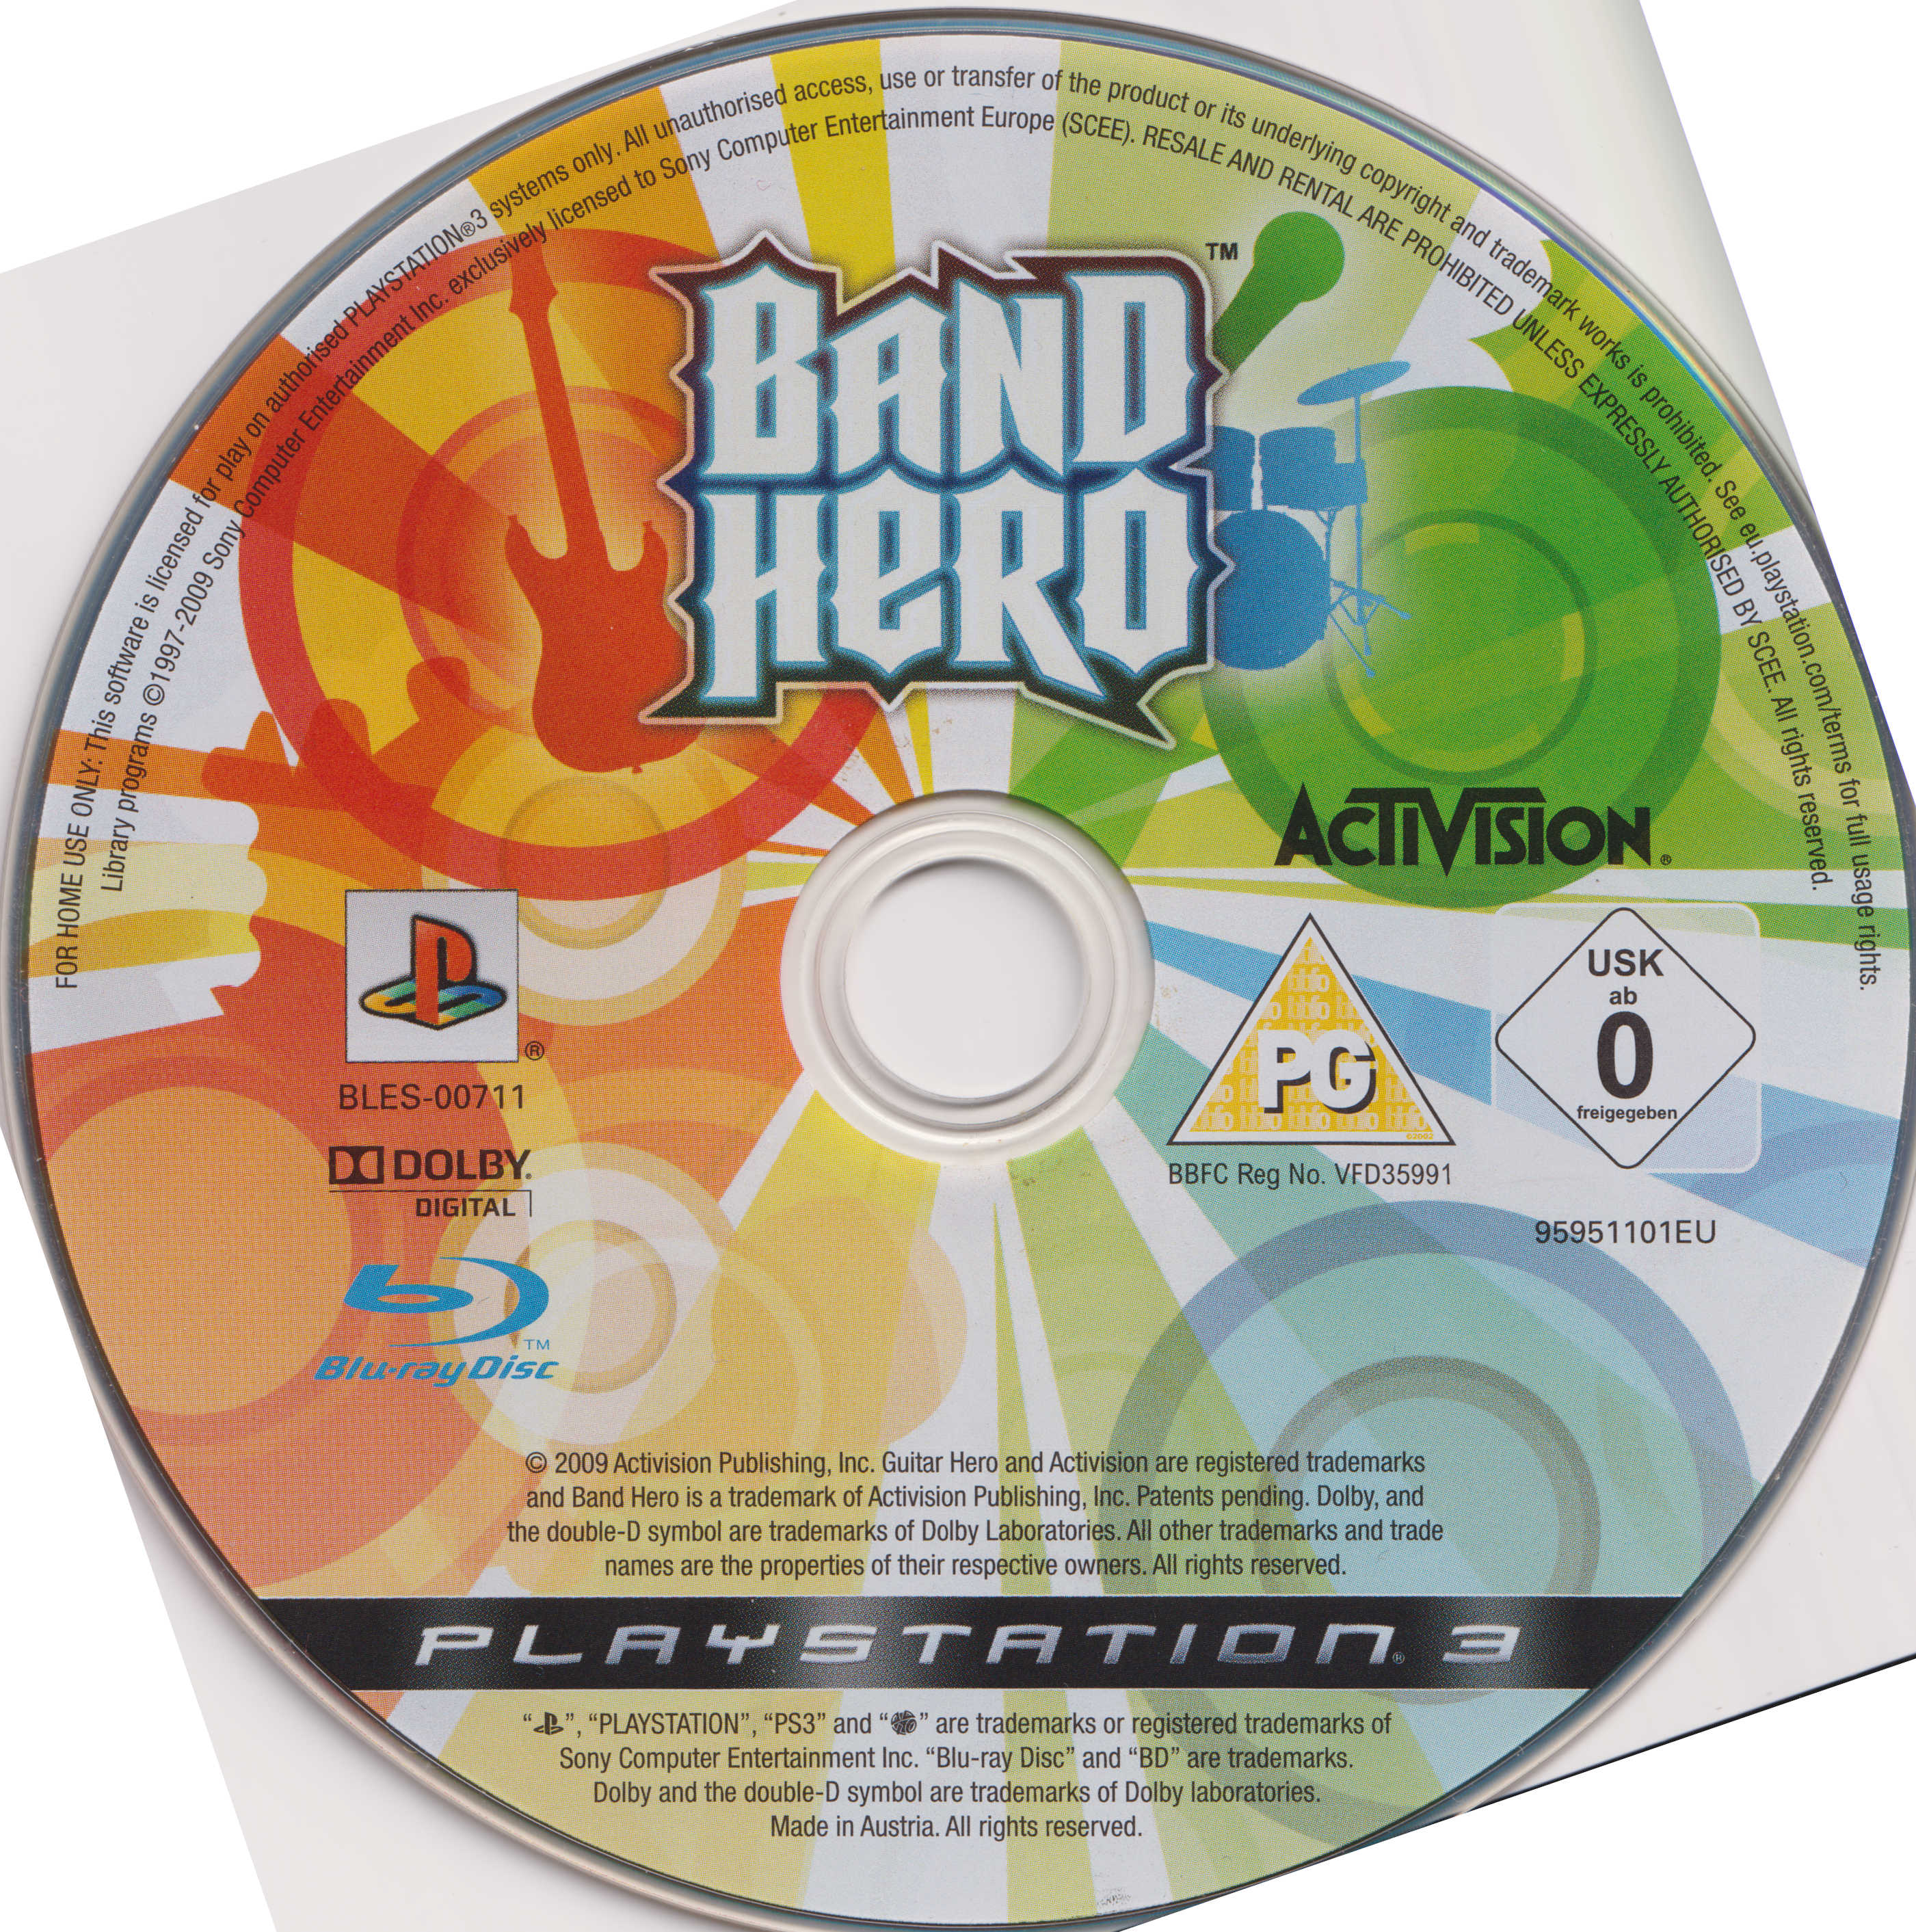 FOR HOME USE ONLY: This software is licensed for play on authorised PLAYSTATION®3 systems only. All unauthorised access, use or transfer of the product or its underlying copyright and trademark works is prohibited. See eu.playstation.com/terms for full usage rights.
Library programs ©1997-2009 Sony Computer Entertainment Inc. exclusively licensed to Sony Computer Entertainment Europe (SCEE). RESALE AND RENTAL ARE PROHIBITED UNLESS EXPRESSLY AUTHORISED BY SCEE. All rights reserved.
BAND ™
HERO
ACTIVISION®
®
BLES-00711
DOLBY®
DIGITAL
™
Blu-ray Disc
PG
©2002
BBFC Reg No. VFD35991
USK
ab
0
freigegeben
95951101EU
© 2009 Activision Publishing, Inc. Guitar Hero and Activision are registered trademarks
and Band Hero is a trademark of Activision Publishing, Inc. Patents pending. Dolby, and
the double-D symbol are trademarks of Dolby Laboratories. All other trademarks and trade
names are the properties of their respective owners. All rights reserved.
PLAYSTATION®3
“ ”, “PLAYSTATION”, “PS3” and “ ” are trademarks or registered trademarks of
Sony Computer Entertainment Inc. “Blu-ray Disc” and “BD” are trademarks.
Dolby and the double-D symbol are trademarks of Dolby laboratories.
Made in Austria. All rights reserved.